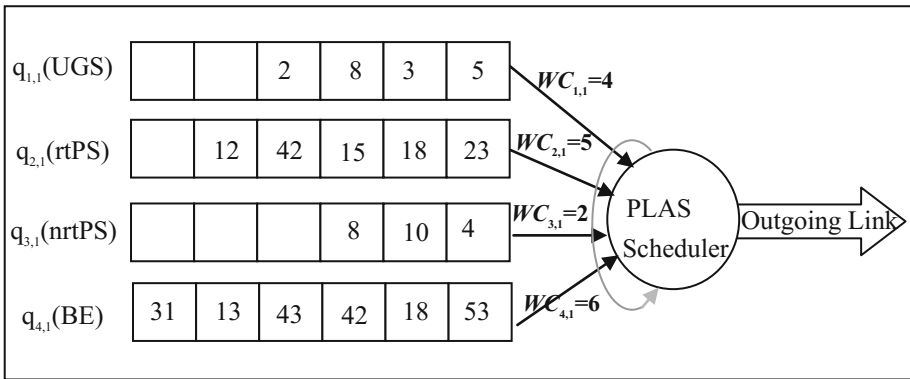 q1,1(UGS) 2 8 3 5 WC1,1=4
q2,1(rtPS) 12 42 15 18 23 WC2,1=5
q3,1(nrtPS) 8 10 4 WC3,1=2
PLAS
Scheduler
Outgoing Link
q4,1(BE) 31 13 43 42 18 53 WC4,1=6